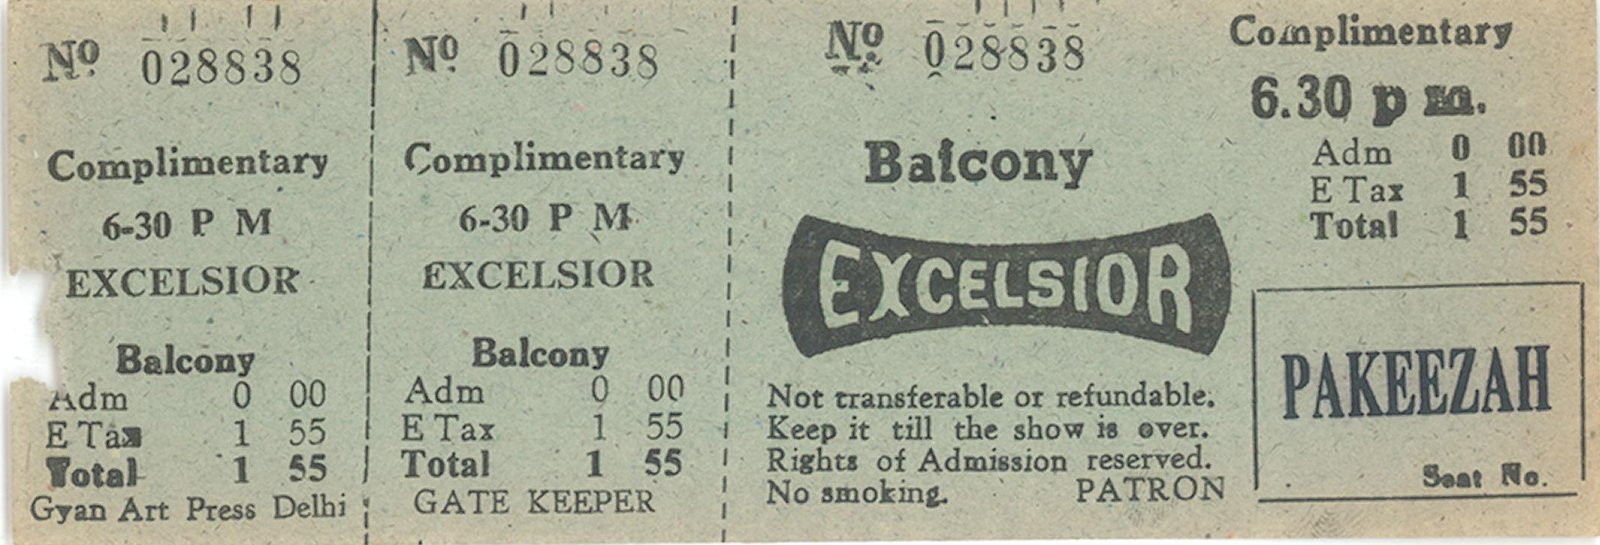 Nº 028838
Complimentary
6-30 P M
EXCELSIOR
Balcony
Adm 0 00
E Tax 1 55
Total 1 55
Gyan Art Press Delhi
Nº 028838
Complimentary
6-30 P M
EXCELSIOR
Balcony
Adm 0 00
E Tax 1 55
Total 1 55
GATE KEEPER
Nº 028838
Balcony
EXCELSIOR
Not transferable or refundable.
Keep it till the show is over.
Rights of Admission reserved.
No smoking. PATRON
Complimentary
6.30 p m.
Adm 0 00
E Tax 1 55
Total 1 55
PAKEEZAH
Seat No.